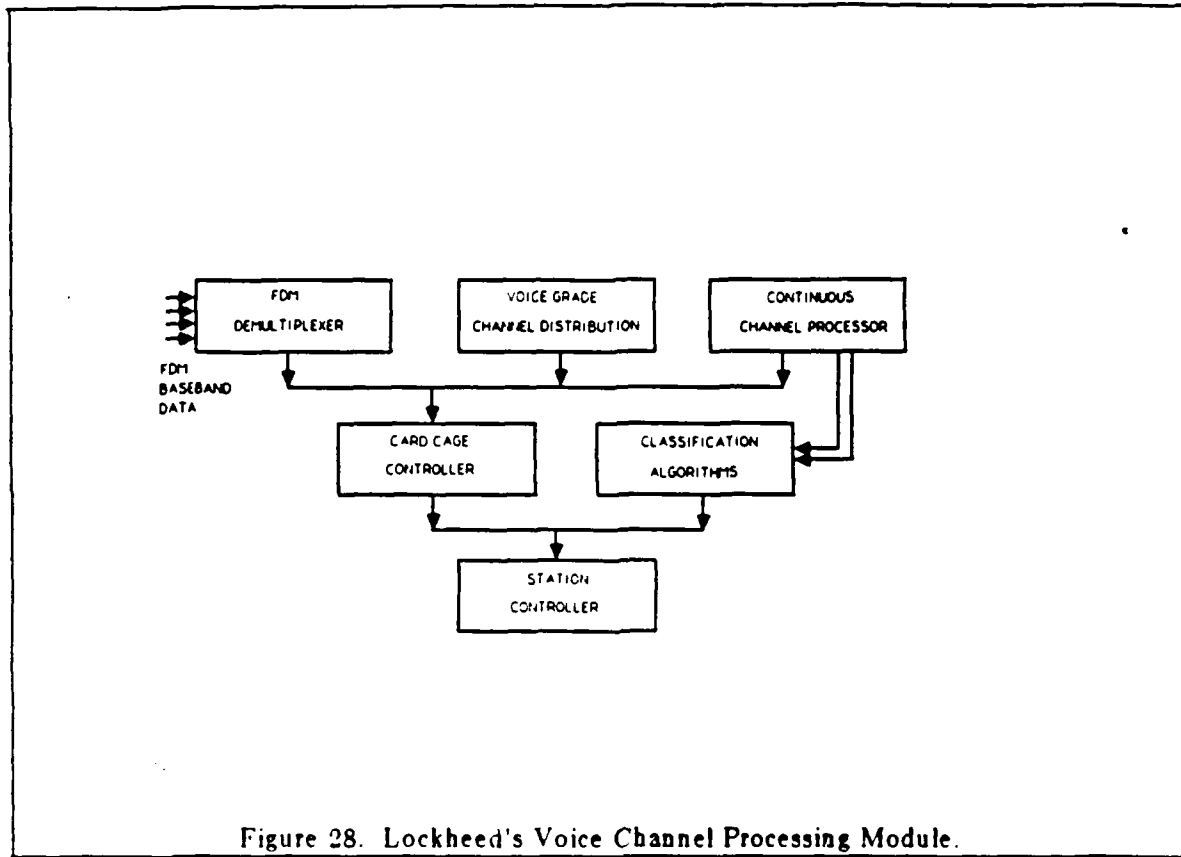 FDM
DEMULTIPLEXER
VOICE GRADE
CHANNEL DISTRIBUTION
CONTINUOUS
CHANNEL PROCESSOR
FDM
BASEBAND
DATA
CARD CAGE
CONTROLLER
CLASSIFICATION
ALGORITHMS
STATION
CONTROLLER
Figure 28. Lockheed's Voice Channel Processing Module.